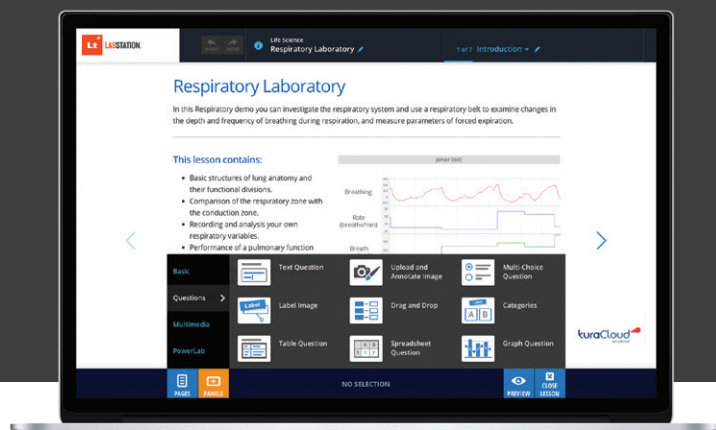 Lt LABSTATION.
UNDO REDO
Life Science
Respiratory Laboratory
1 of 7 Introduction
Respiratory Laboratory
In this Respiratory demo you can investigate the respiratory system and use a respiratory belt to examine changes in
the depth and frequency of breathing during respiration, and measure parameters of forced expiration.
This lesson contains:
• Basic structures of lung anatomy and
their functional divisions.
• Comparison of the respiratory zone with
the conduction zone.
• Recording and analysis your own
respiratory variables.
• Performance of a pulmonary function
Breathing
Rate
(breaths/min)
Breath
Basic
Questions
Multimedia
PowerLab
Text Question
Upload and
Annotate Image
Multi-Choice
Question
Label
Label Image
Drag and Drop
Label
A B
Categories
Table Question
A B
Spreadsheet
Question
Graph Question
kuraCloud
PAGES
PANELS
NO SELECTION
PREVIEW
CLOSE
LESSON